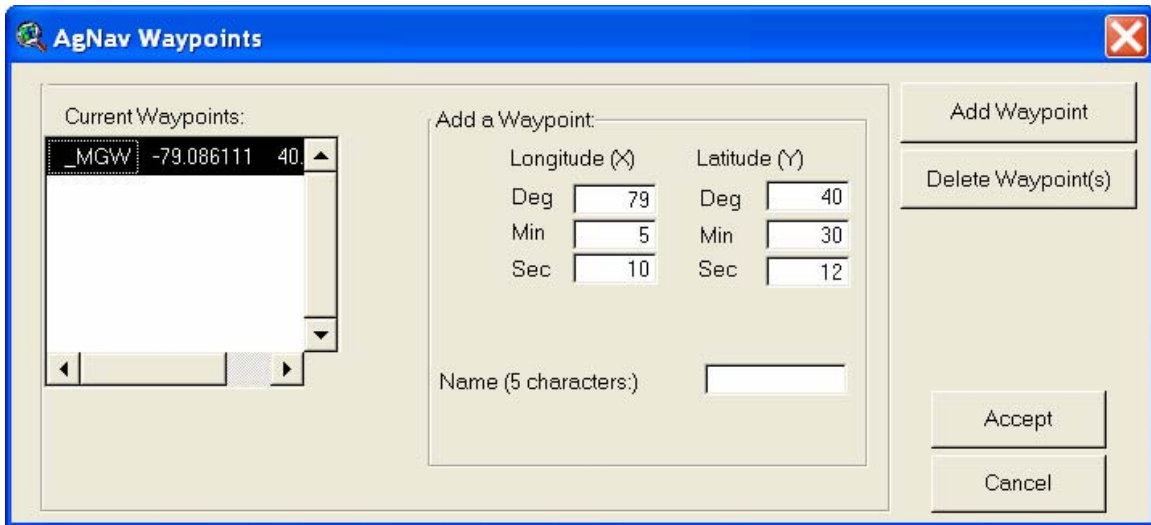 AgNav Waypoints
Current Waypoints:
_MGW -79.086111 40.
Add a Waypoint:
Longitude (X) Latitude (Y)
Deg 79 Deg 40
Min 5 Min 30
Sec 10 Sec 12
Name (5 characters:)
Add Waypoint
Delete Waypoint(s)
Accept
Cancel